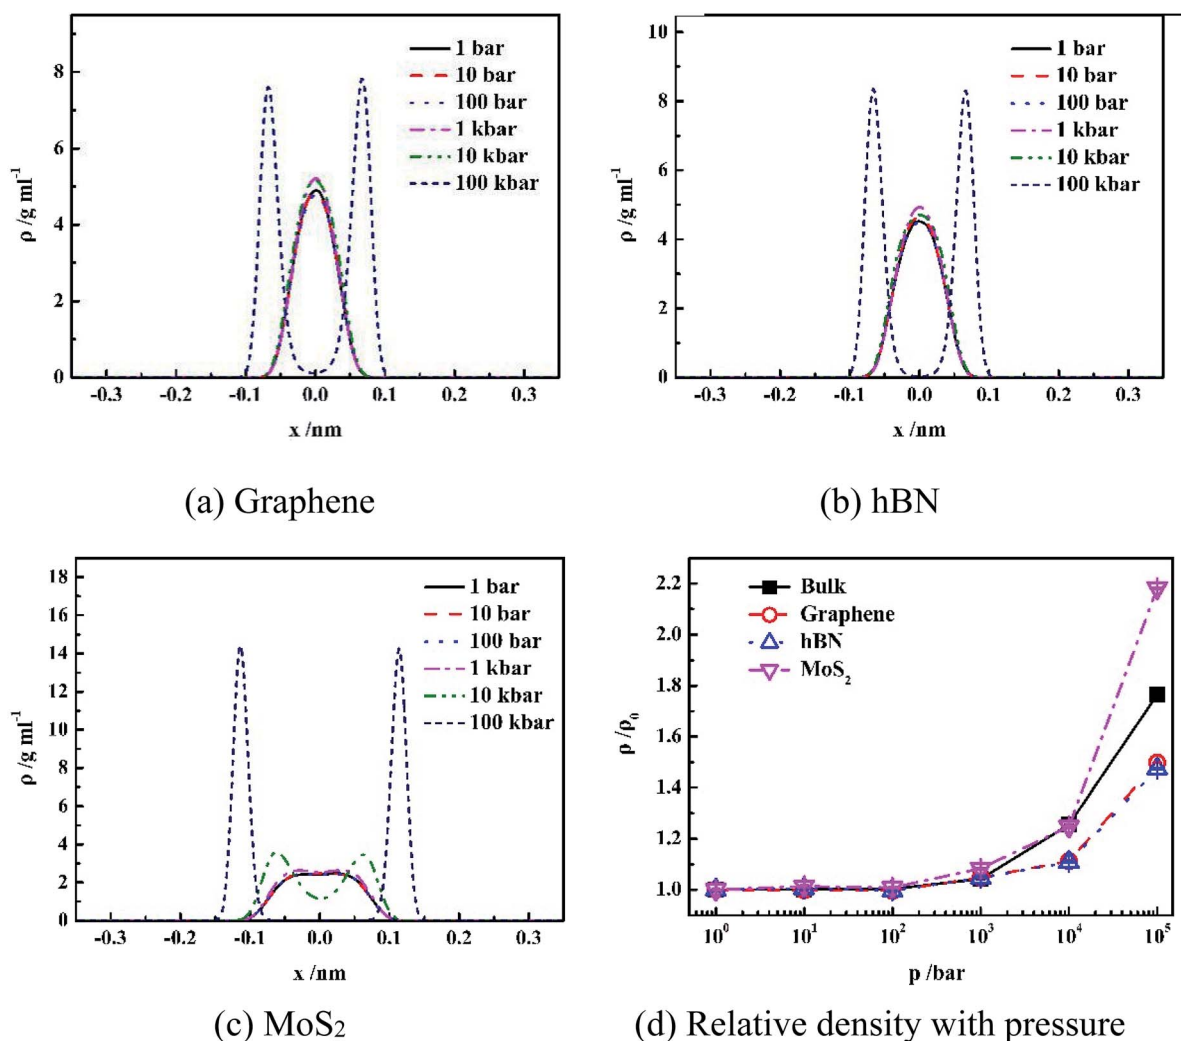 8
6
4
2
0
ρ /g ml⁻¹
1 bar
10 bar
100 bar
1 kbar
10 kbar
100 kbar
-0.3 -0.2 -0.1 0.0 0.1 0.2 0.3
x /nm
(a) Graphene
10
8
6
4
2
0
ρ /g ml⁻¹
1 bar
10 bar
100 bar
1 kbar
10 kbar
100 kbar
-0.3 -0.2 -0.1 0.0 0.1 0.2 0.3
x /nm
(b) hBN
18
16
14
12
10
8
6
4
2
0
ρ /g ml⁻¹
1 bar
10 bar
100 bar
1 kbar
10 kbar
100 kbar
-0.3 -0.2 -0.1 0.0 0.1 0.2 0.3
x /nm
(c) MoS₂
2.2
2.0
1.8
1.6
1.4
1.2
1.0
ρ /ρ₀
Bulk
Graphene
hBN
MoS₂
10⁰ 10¹ 10² 10³ 10⁴ 10⁵
p /bar
(d) Relative density with pressure